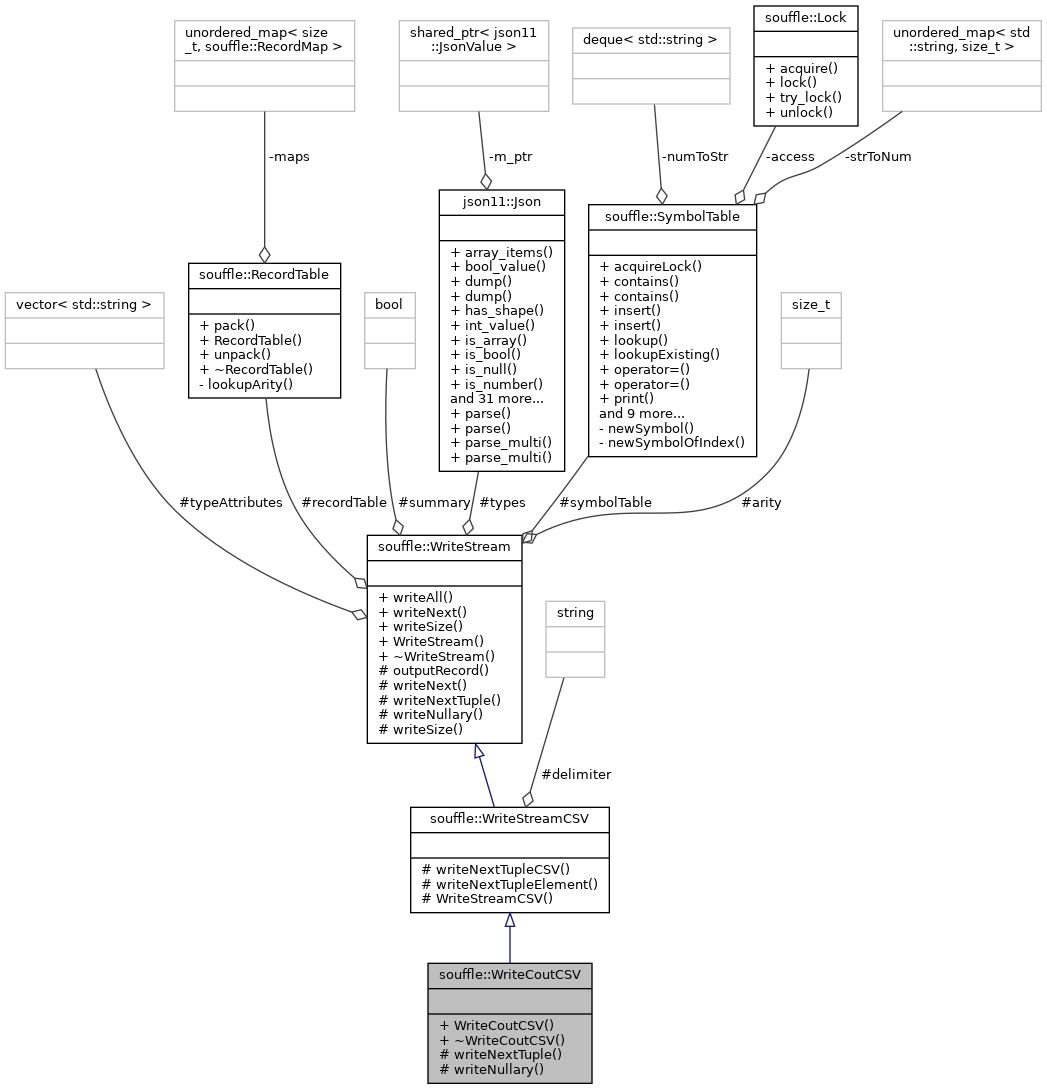 unordered_map< size
_t, souffle::RecordMap >
shared_ptr< json11
::JsonValue >
deque< std::string >
souffle::Lock
+ acquire()
+ lock()
+ try_lock()
+ unlock()
unordered_map< std
::string, size_t >
-maps
-m_ptr
-numToStr
-access
-strToNum
json11::Json
+ array_items()
+ bool_value()
+ dump()
+ dump()
+ has_shape()
+ int_value()
+ is_array()
+ is_bool()
+ is_null()
+ is_number()
and 31 more...
+ parse()
+ parse()
+ parse_multi()
+ parse_multi()
souffle::SymbolTable
+ acquireLock()
+ contains()
+ contains()
+ insert()
+ insert()
+ lookup()
+ lookupExisting()
+ operator=()
+ operator=()
+ print()
and 9 more...
- newSymbol()
- newSymbolOfIndex()
souffle::RecordTable
+ pack()
+ RecordTable()
+ unpack()
+ ~RecordTable()
- lookupArity()
vector< std::string >
bool
size_t
#typeAttributes
#recordTable
#summary
#types
#symbolTable
#arity
souffle::WriteStream
+ writeAll()
+ writeNext()
+ writeSize()
+ WriteStream()
+ ~WriteStream()
# outputRecord()
# writeNext()
# writeNextTuple()
# writeNullary()
# writeSize()
string
#delimiter
souffle::WriteStreamCSV
# writeNextTupleCSV()
# writeNextTupleElement()
# WriteStreamCSV()
souffle::WriteCoutCSV
+ WriteCoutCSV()
+ ~WriteCoutCSV()
# writeNextTuple()
# writeNullary()